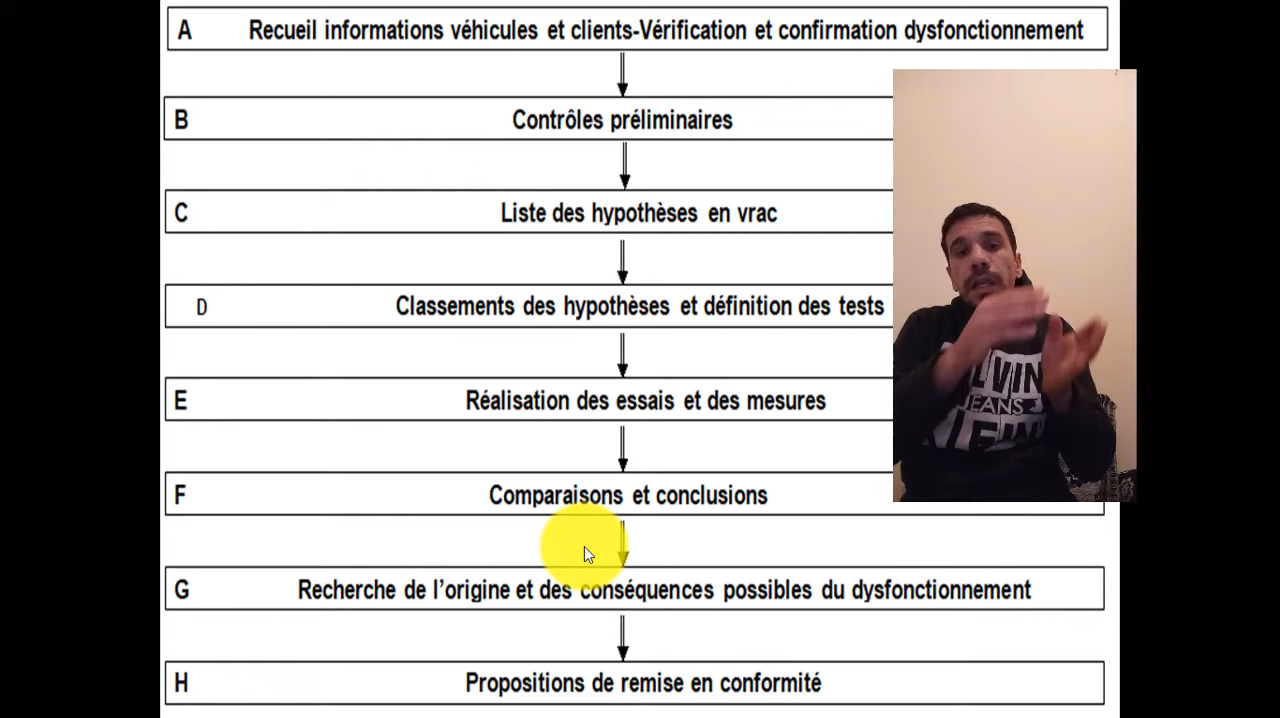 A Recueil informations véhicules et clients-Vérification et confirmation dysfonctionnement
B Contrôles préliminaires
C Liste des hypothèses en vrac
D Classements des hypothèses et définition des tests
E Réalisation des essais et des mesures
F Comparaisons et conclusions
G Recherche de l'origine et des conséquences possibles du dysfonctionnement
H Propositions de remise en conformité
LVIN
JEANS